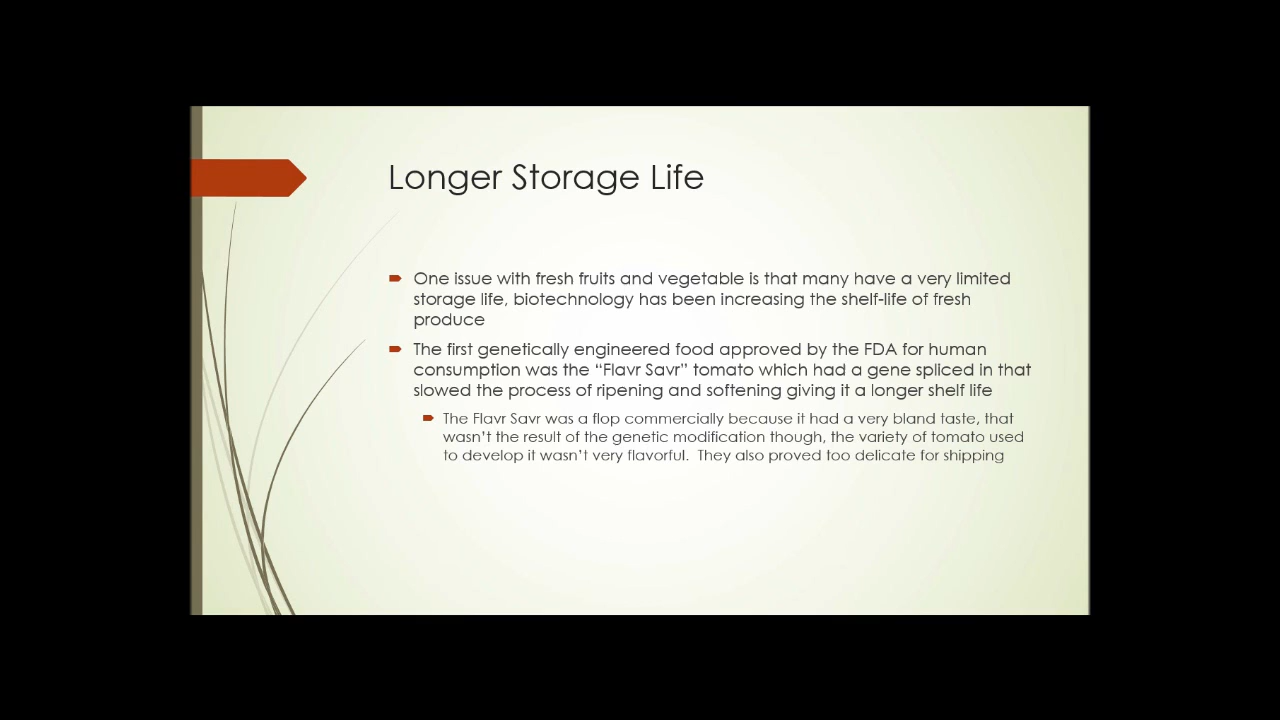 Longer Storage Life
One issue with fresh fruits and vegetable is that many have a very limited
storage life, biotechnology has been increasing the shelf-life of fresh
produce
The first genetically engineered food approved by the FDA for human
consumption was the “Flavr Savr” tomato which had a gene spliced in that
slowed the process of ripening and softening giving it a longer shelf life
The Flavr Savr was a flop commercially because it had a very bland taste, that
wasn’t the result of the genetic modification though, the variety of tomato used
to develop it wasn’t very flavorful.  They also proved too delicate for shipping